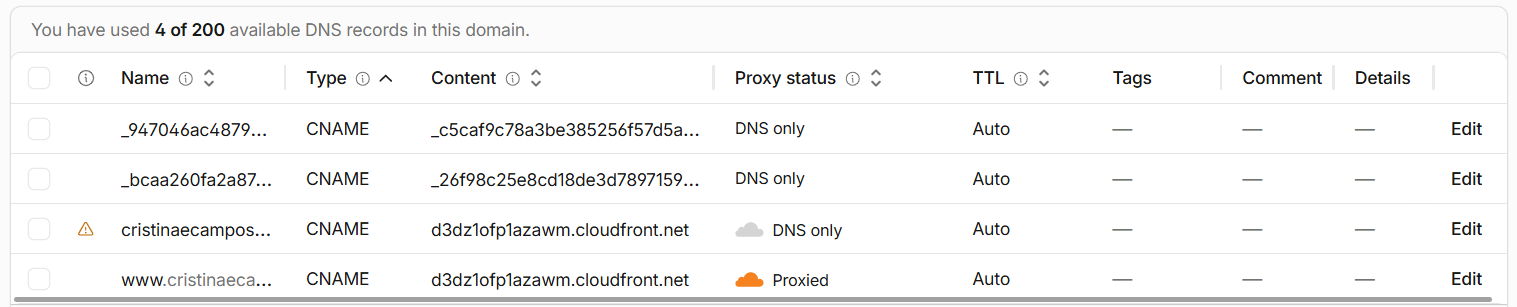 You have used 4 of 200 available DNS records in this domain.
Name Type Content Proxy status TTL Tags Comment Details
_947046ac4879... CNAME _c5caf9c78a3be385256f57d5a... DNS only Auto — — — Edit
_bcaa260fa2a87... CNAME _26f98c25e8cd18de3d7897159... DNS only Auto — — — Edit
cristinaecampos... CNAME d3dz1ofp1azawm.cloudfront.net DNS only Auto — — — Edit
www.cristinaeca... CNAME d3dz1ofp1azawm.cloudfront.net Proxied Auto — — — Edit